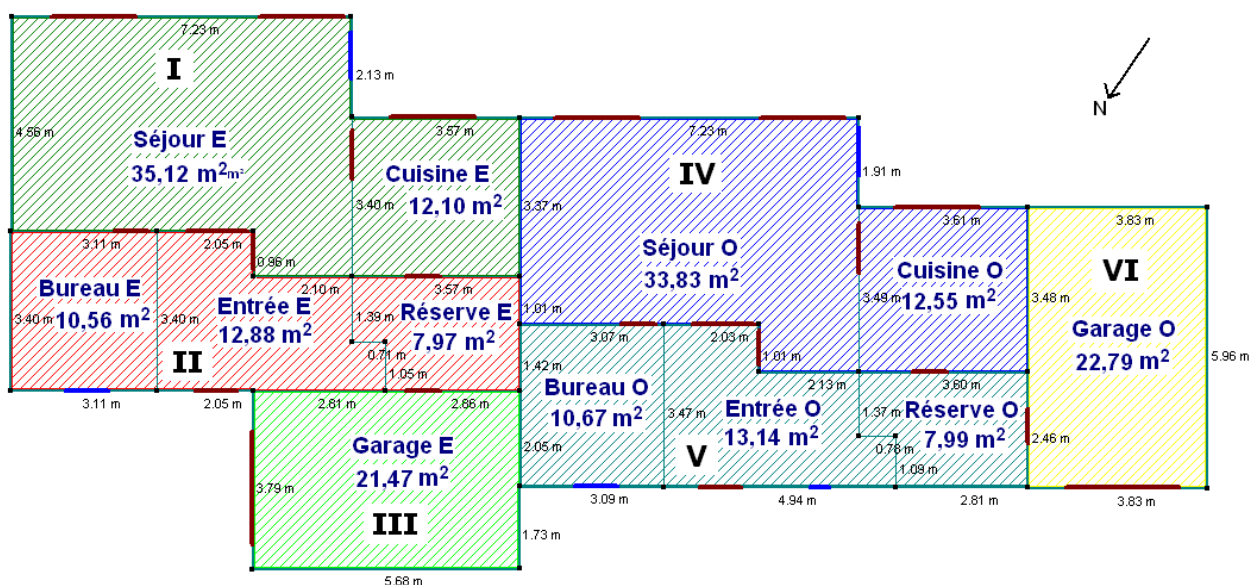 7.23 m
I
2.13 m
N
4.56 m
Séjour E
35,12 m²m²
3.57 m
7.23 m
Cuisine E
12,10 m²
IV
1.91 m
3.40 m
3.37 m
3.61 m
3.83 m
3.11 m
2.05 m
0.96 m
Séjour O
33,83 m²
Cuisine O
12,55 m²
VI
Bureau E
10,56 m²
3.40 m
3.40 m
Entrée E
12,88 m²
2.10 m
3.57 m
1.01 m
3.49 m
3.48 m
Garage O
22,79 m²
5.96 m
Réserve E
7,97 m²
1.39 m
0.71 m
1.05 m
II
3.07 m
2.03 m
1.01 m
1.42 m
2.13 m
3.60 m
3.11 m
2.05 m
2.81 m
2.86 m
Bureau O
10,67 m²
Entrée O
13,14 m²
Réserve O
7,99 m²
3.47 m
1.37 m
0.78 m
1.09 m
2.46 m
Garage E
21,47 m²
2.05 m
V
3.79 m
III
3.09 m
4.94 m
2.81 m
3.83 m
1.73 m
5.68 m